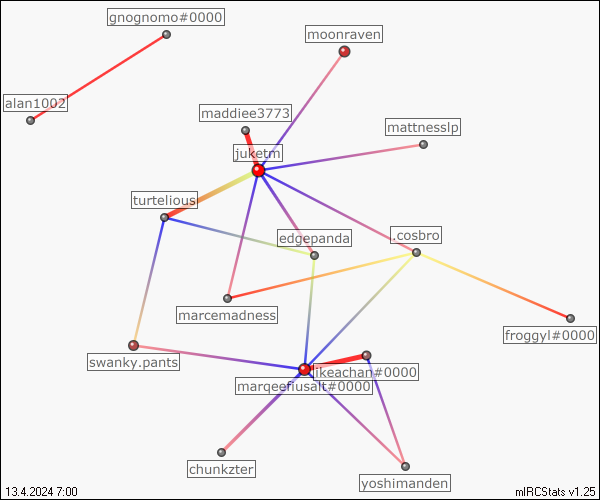 gnognomo#0000
moonraven
alan1002
maddiee3773
mattnesslp
juketm
turtelious
.cosbro
edgepanda
marcemadness
froggyl#0000
swanky.pants
ikeachan#0000
marqeefiusalt#0000
chunkzter
yoshimanden
13.4.2024 7:00
mIRCStats v1.25